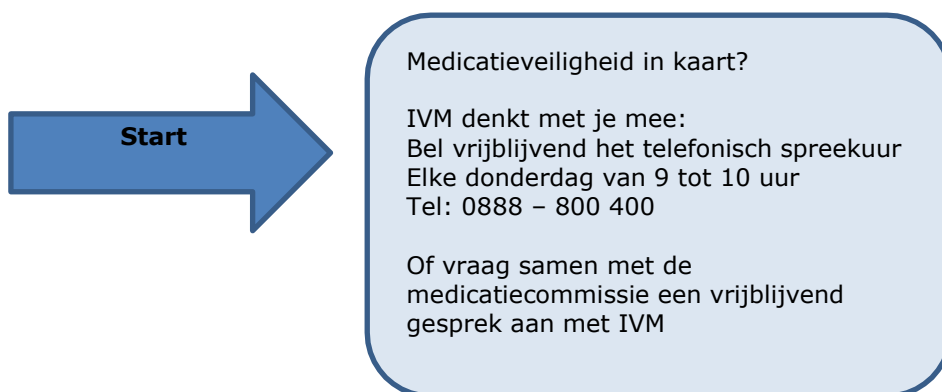 Start
Medicatieveiligheid in kaart?
IVM denkt met je mee:
Bel vrijblijvend het telefonisch spreekuur
Elke donderdag van 9 tot 10 uur
Tel: 0888 – 800 400
Of vraag samen met de
medicatiecommissie een vrijblijvend
gesprek aan met IVM